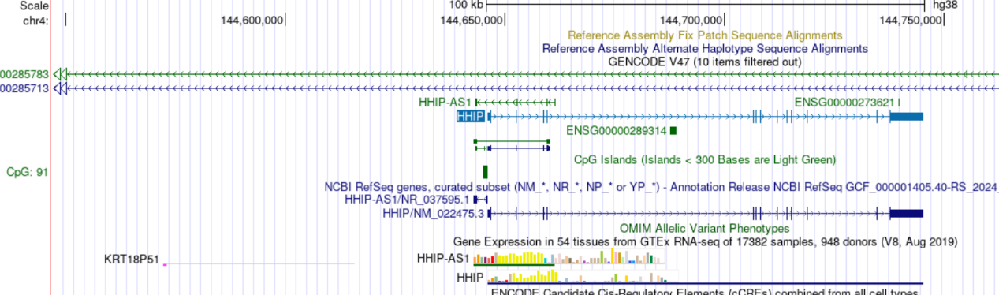 Scale 100 kb hg38
chr4: 144,600,000 144,650,000 144,700,000 144,750,000
Reference Assembly Fix Patch Sequence Alignments
Reference Assembly Alternate Haplotype Sequence Alignments
GENCODE V47 (10 items filtered out)
00285783
00285713
HHIP-AS1 ENSG00000273621
HHIP
ENSG00000289314
CpG Islands (Islands < 300 Bases are Light Green)
CpG: 91
NCBI RefSeq genes, curated subset (NM_*, NR_*, NP_* or YP_*) - Annotation Release NCBI RefSeq GCF_000001405.40-RS_2024_
HHIP-AS1/NR_037595.1
HHIP/NM_022475.3
OMIM Allelic Variant Phenotypes
Gene Expression in 54 tissues from GTEx RNA-seq of 17382 samples, 948 donors (V8, Aug 2019)
KRT18P51 HHIP-AS1
HHIP
ENCODE Candidate Cis-Regulatory Elements (cCREs) combined from all cell types